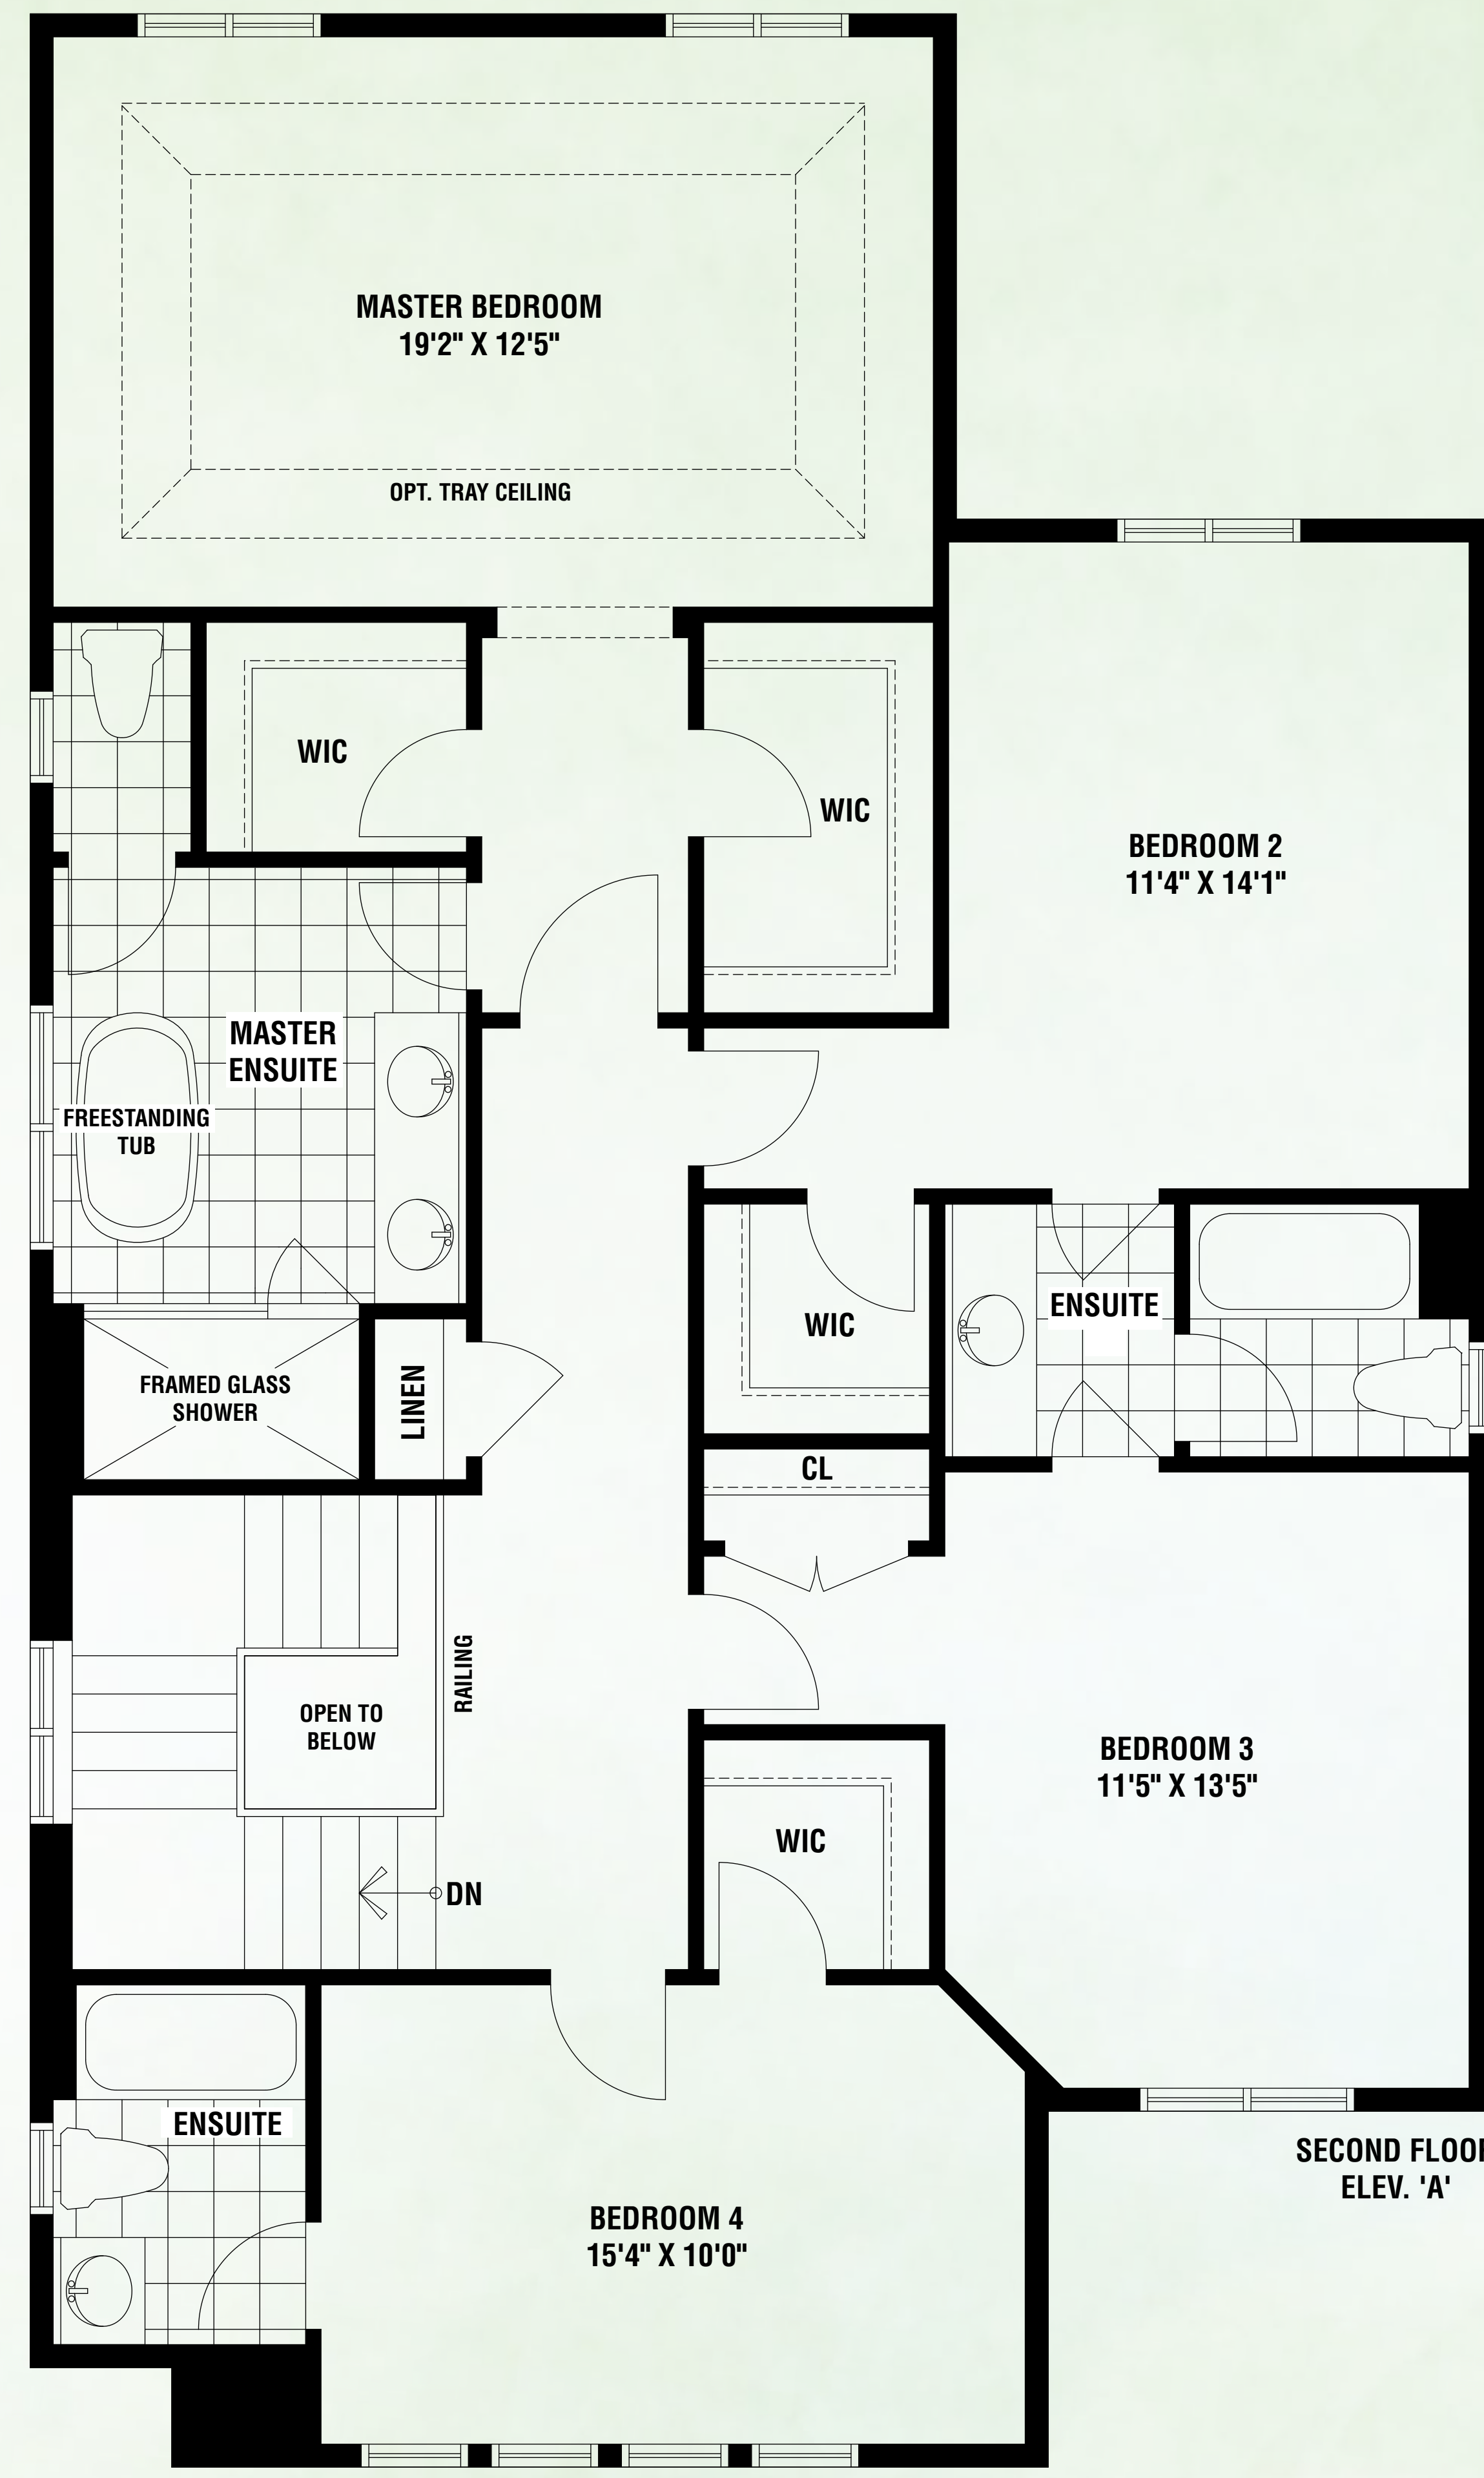 MASTER BEDROOM
19'2" X 12'5"
OPT. TRAY CEILING
WIC
WIC
BEDROOM 2
11'4" X 14'1"
MASTER
ENSUITE
FREESTANDING
TUB
FRAMED GLASS
SHOWER
LINEN
WIC
ENSUITE
CL
RAILING
OPEN TO
BELOW
BEDROOM 3
11'5" X 13'5"
WIC
DN
ENSUITE
BEDROOM 4
15'4" X 10'0"
SECOND FLOO
ELEV. 'A'